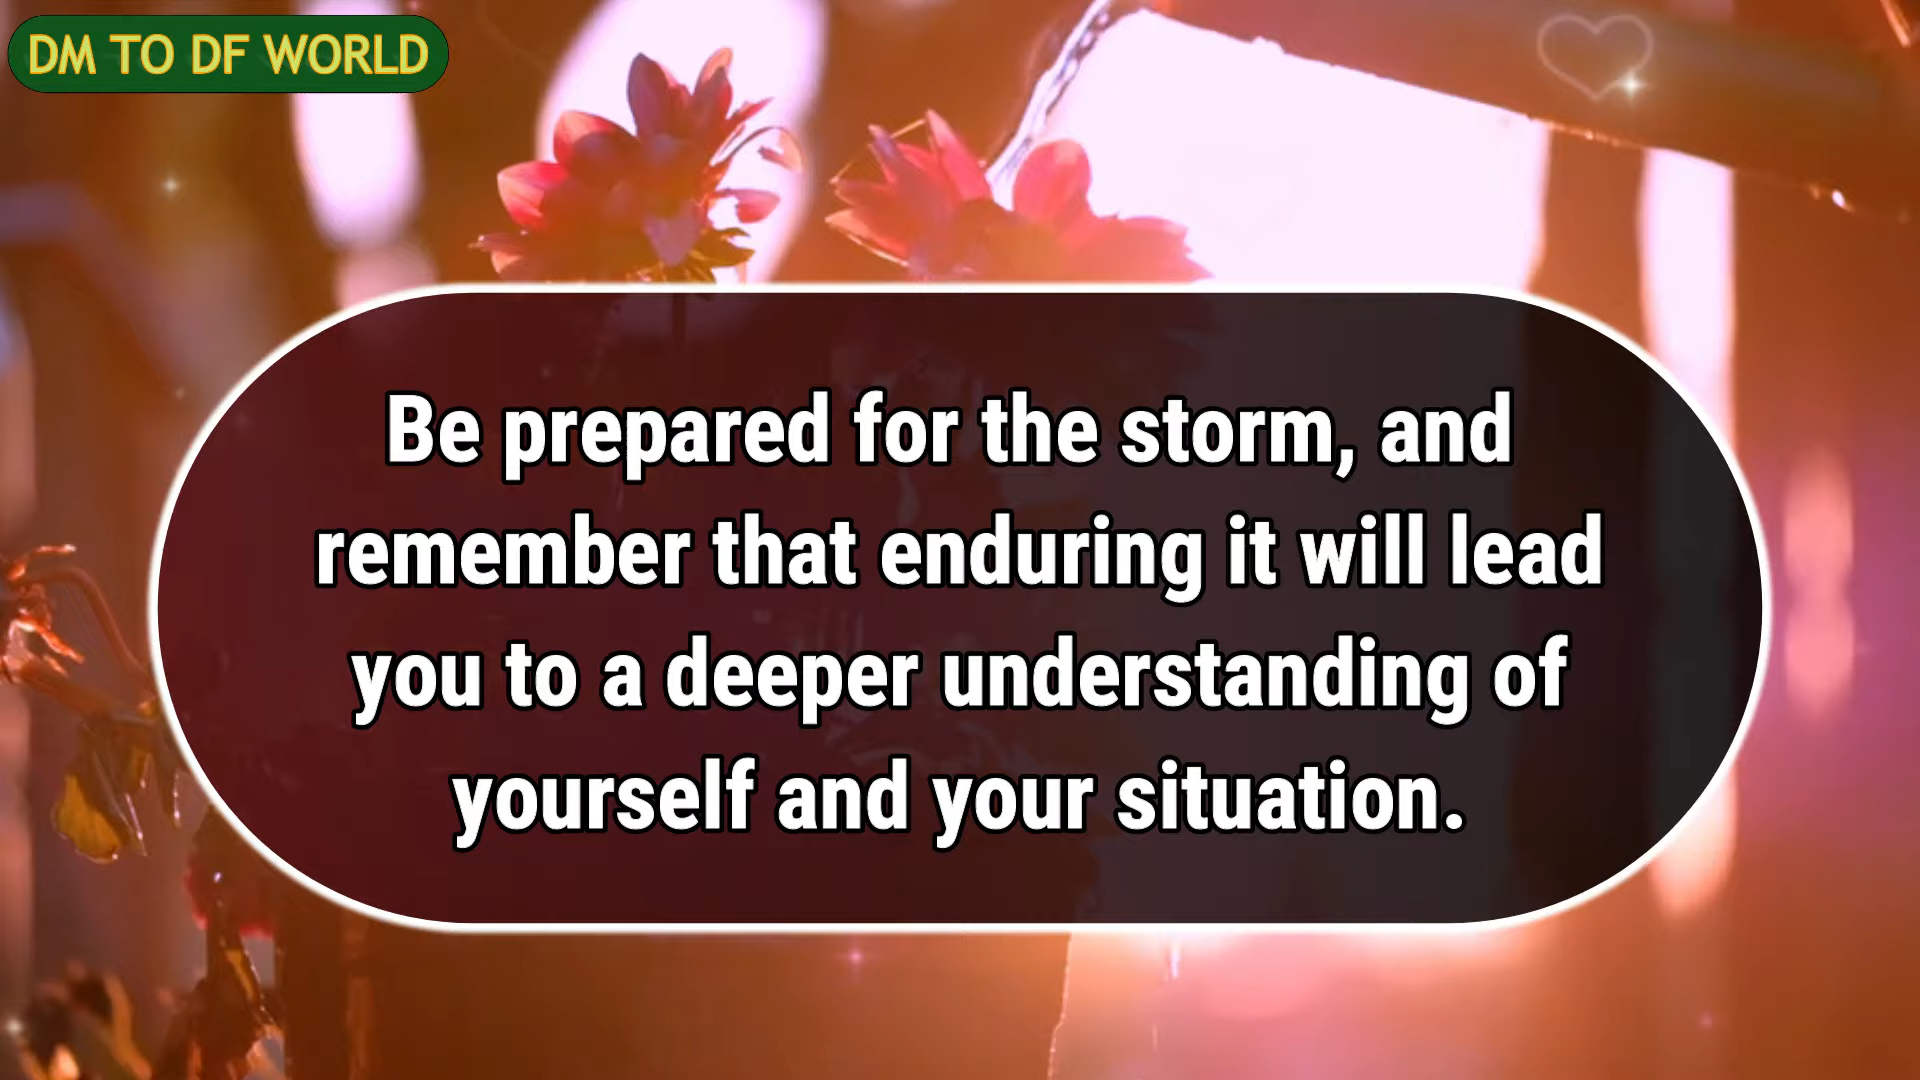 DM TO DF WORLD
Be prepared for the storm, and
remember that enduring it will lead
you to a deeper understanding of
yourself and your situation.